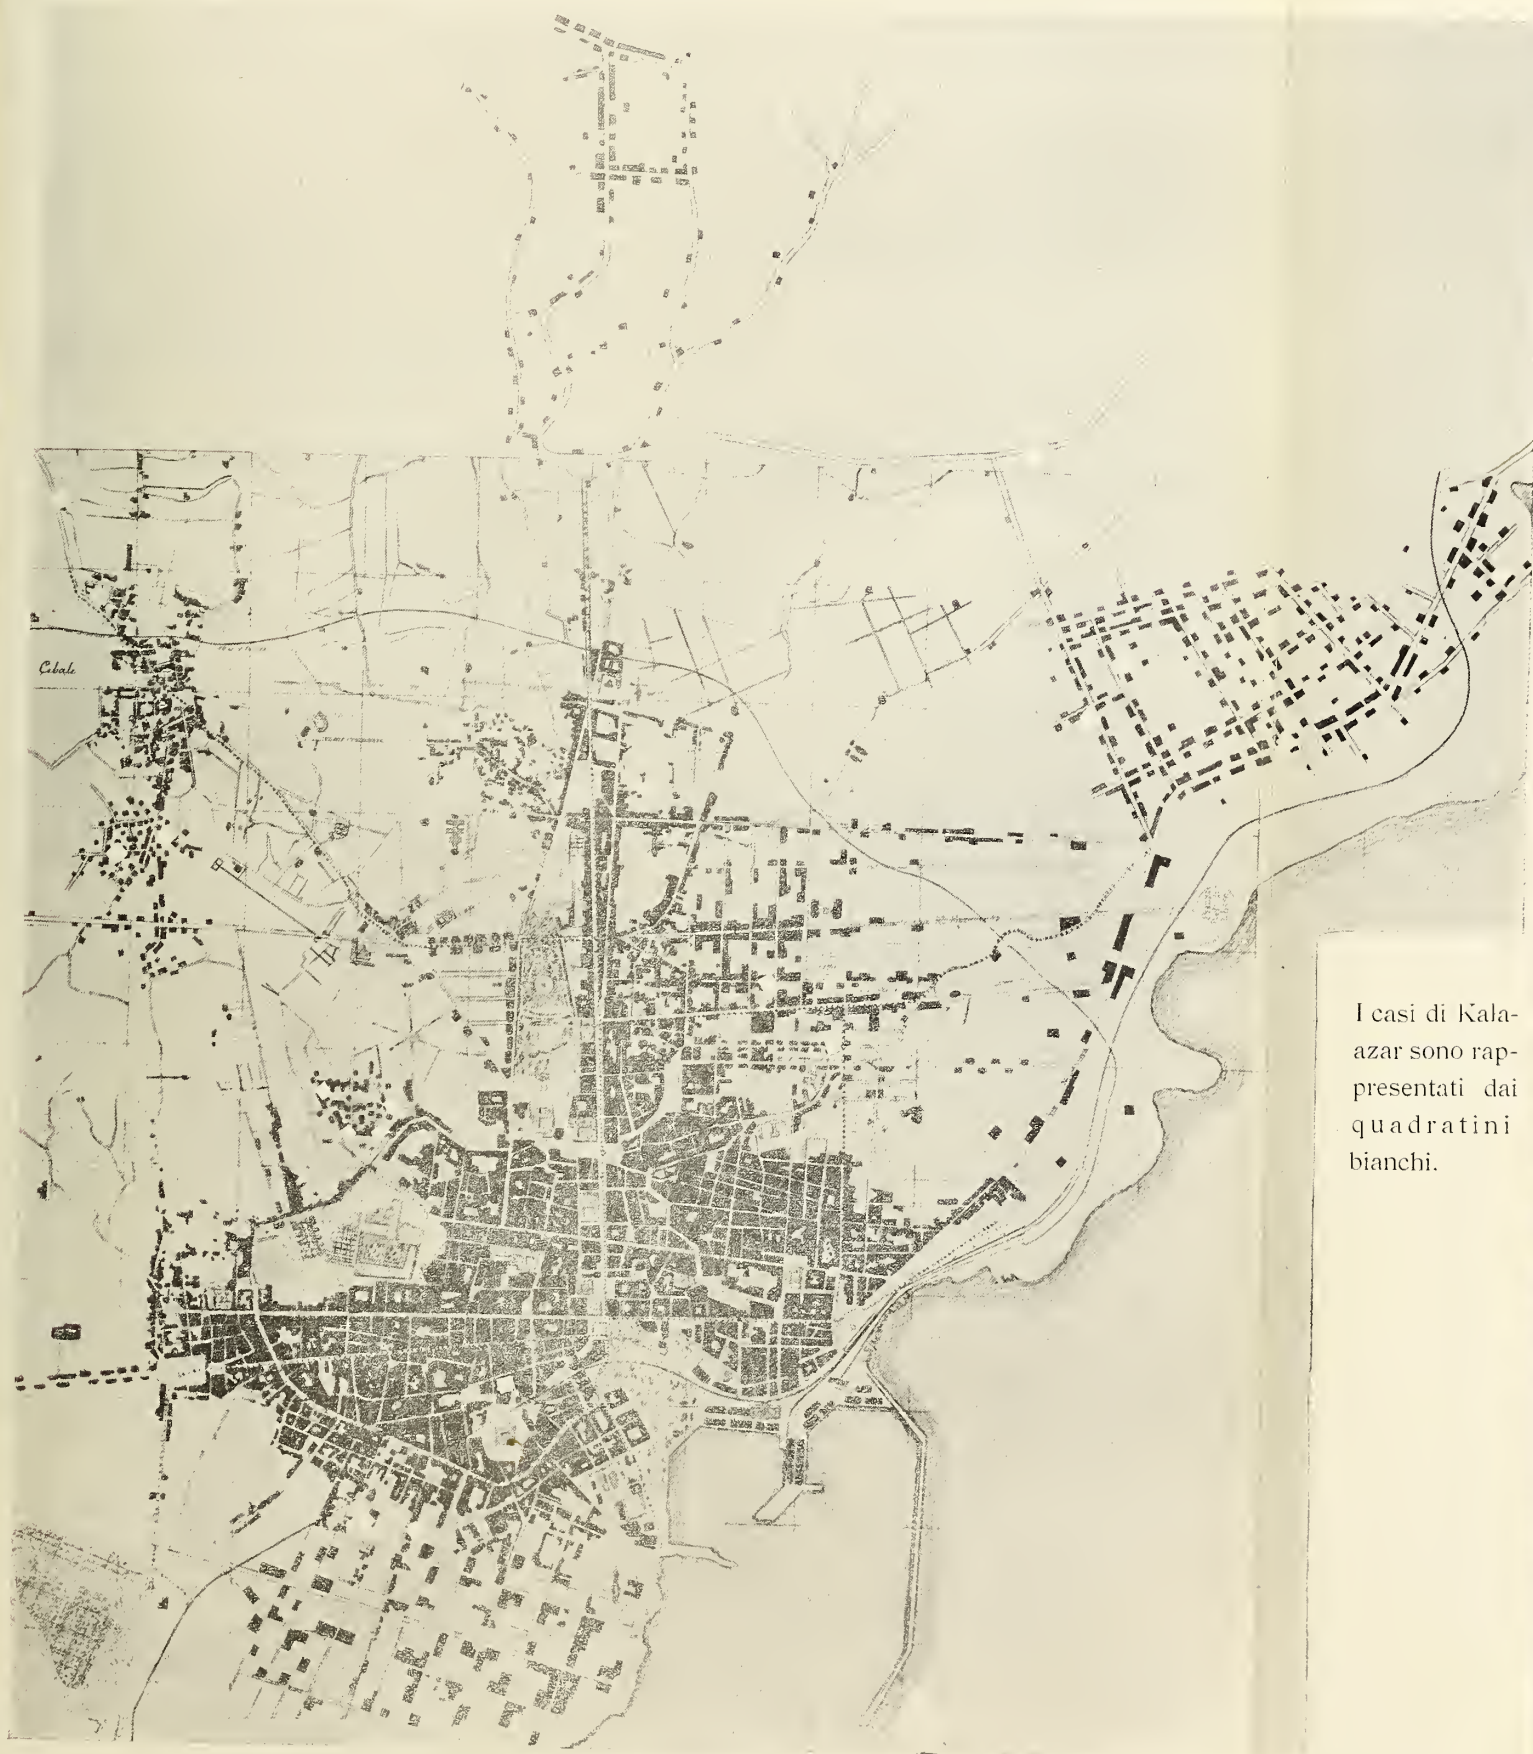 Cibali
I casi di Kala-
azar sono rap-
presentati dai
quadratini
bianchi.